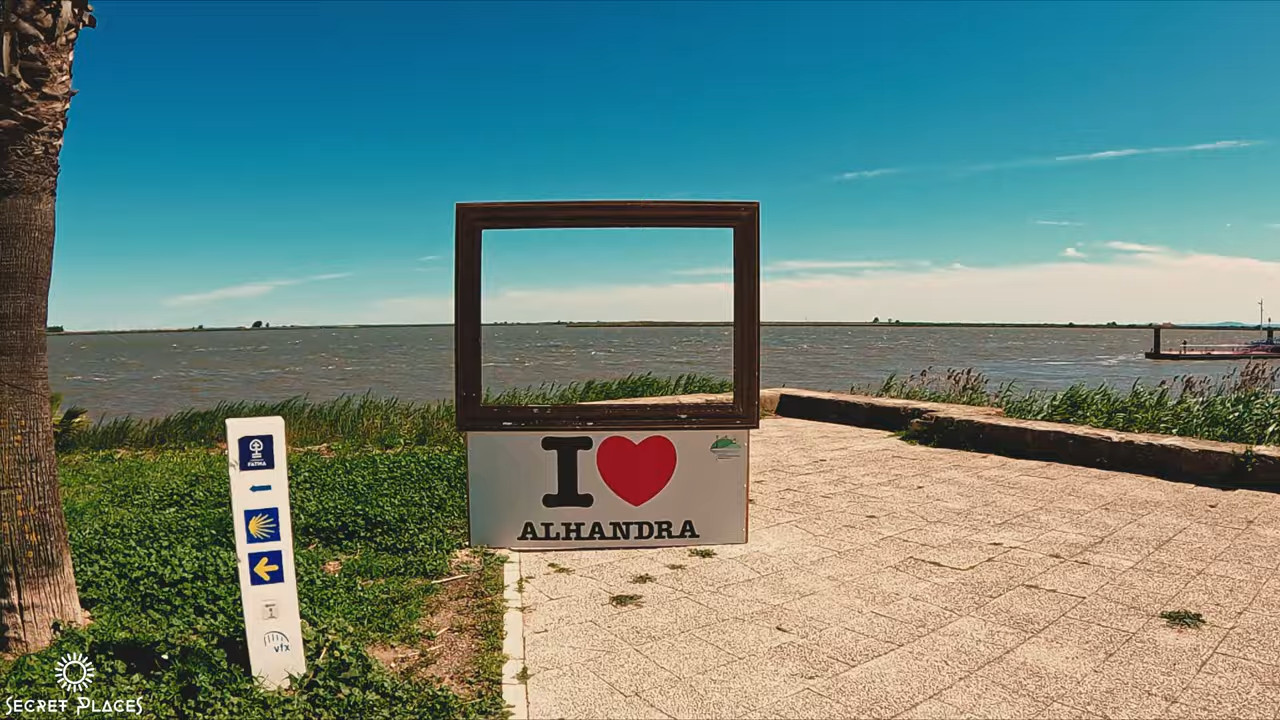 I
ALHANDRA
FATIMA
vfx
SECRET PLACES